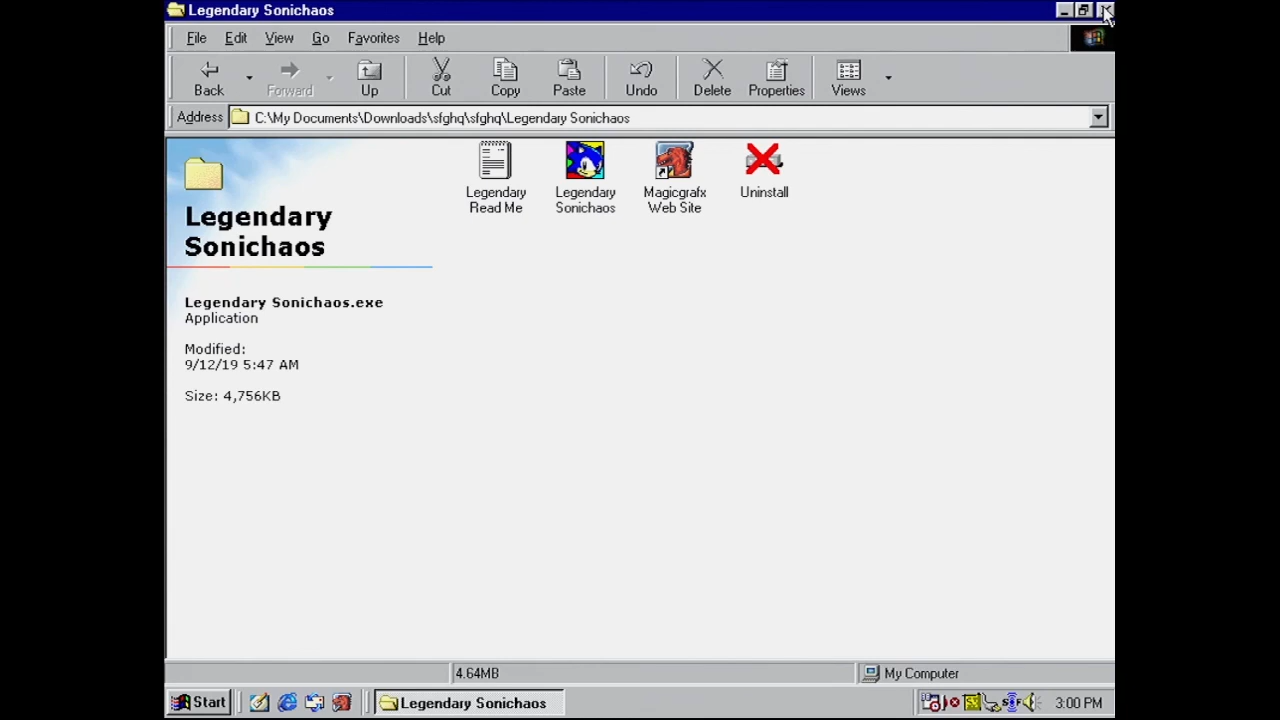 Legendary Sonichaos
File Edit View Go Favorites Help
Back Forward Up Cut Copy Paste Undo Delete Properties Views
Address C:\My Documents\Downloads\sfghq\sfghq\Legendary Sonichaos
Legendary
Sonichaos
Legendary Sonichaos.exe
Application
Modified:
9/12/19 5:47 AM
Size: 4,756KB
Legendary
Read Me
Legendary
Sonichaos
Magicgrafx
Web Site
Uninstall
4.64MB My Computer
Start Legendary Sonichaos 3:00 PM